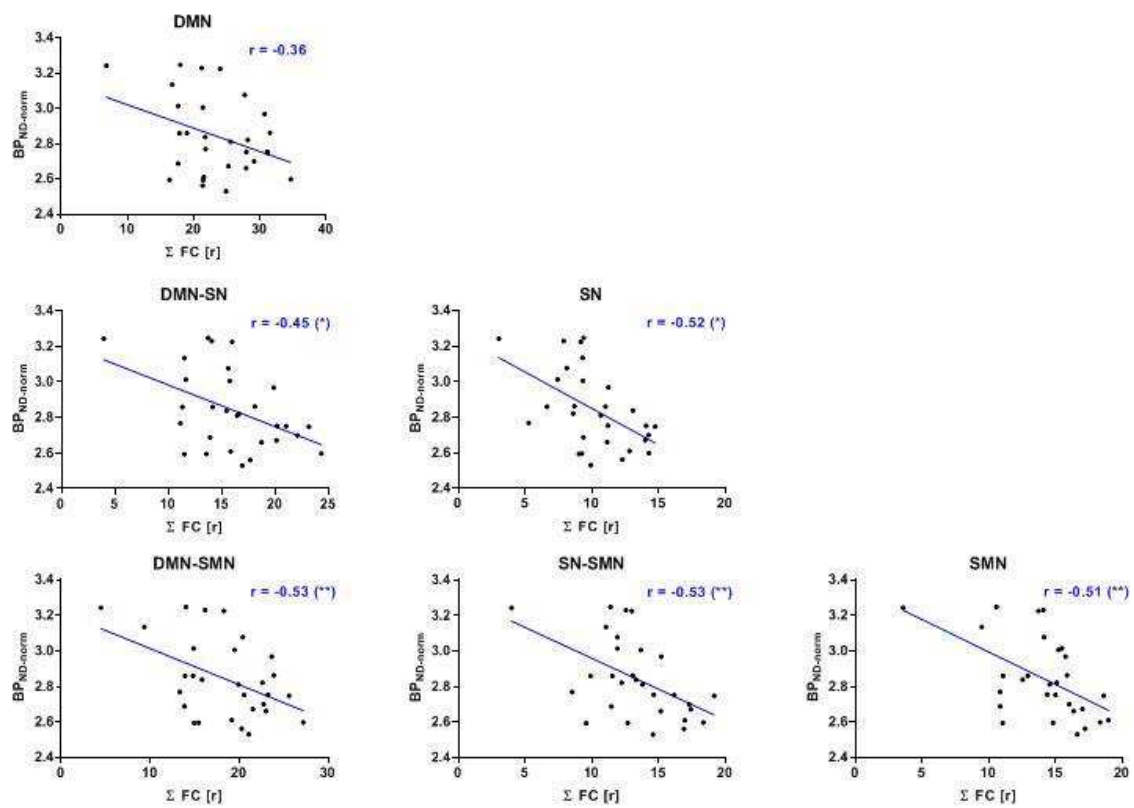 DMN
r = -0.36
3.4
3.2
3.0
2.8
2.6
2.4
BPND-norm
0 10 20 30 40
Σ FC [r]
DMN-SN
r = -0.45 (*)
3.4
3.2
3.0
2.8
2.6
2.4
BPND-norm
0 5 10 15 20 25
Σ FC [r]
SN
r = -0.52 (*)
3.4
3.2
3.0
2.8
2.6
2.4
BPND-norm
0 5 10 15 20
Σ FC [r]
DMN-SMN
r = -0.53 (**)
3.4
3.2
3.0
2.8
2.6
2.4
BPND-norm
0 10 20 30
Σ FC [r]
SN-SMN
r = -0.53 (**)
3.4
3.2
3.0
2.8
2.6
2.4
BPND-norm
0 5 10 15 20
Σ FC [r]
SMN
r = -0.51 (**)
3.4
3.2
3.0
2.8
2.6
2.4
BPND-norm
0 5 10 15 20
Σ FC [r]